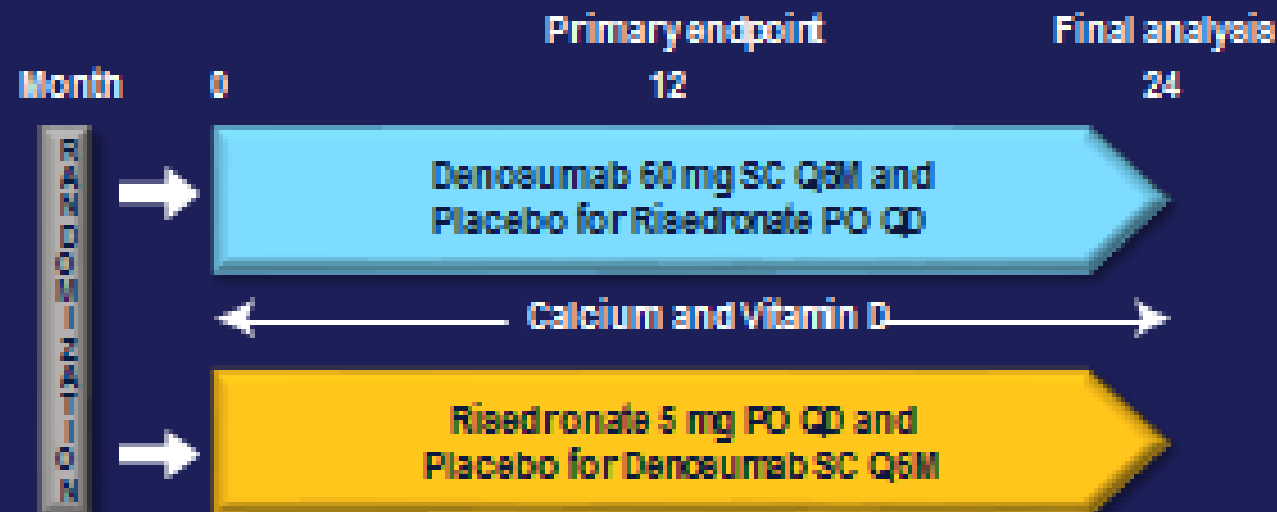 Primary endpoint
Final analysis
Month
0
12
24
RANDOMIZATION
Denosumab 60 mg SC Q6M and
Placebo for Risedronate PO QD
Calcium and Vitamin D
Risedronate 5 mg PO QD and
Placebo for Denosumab SC Q6M